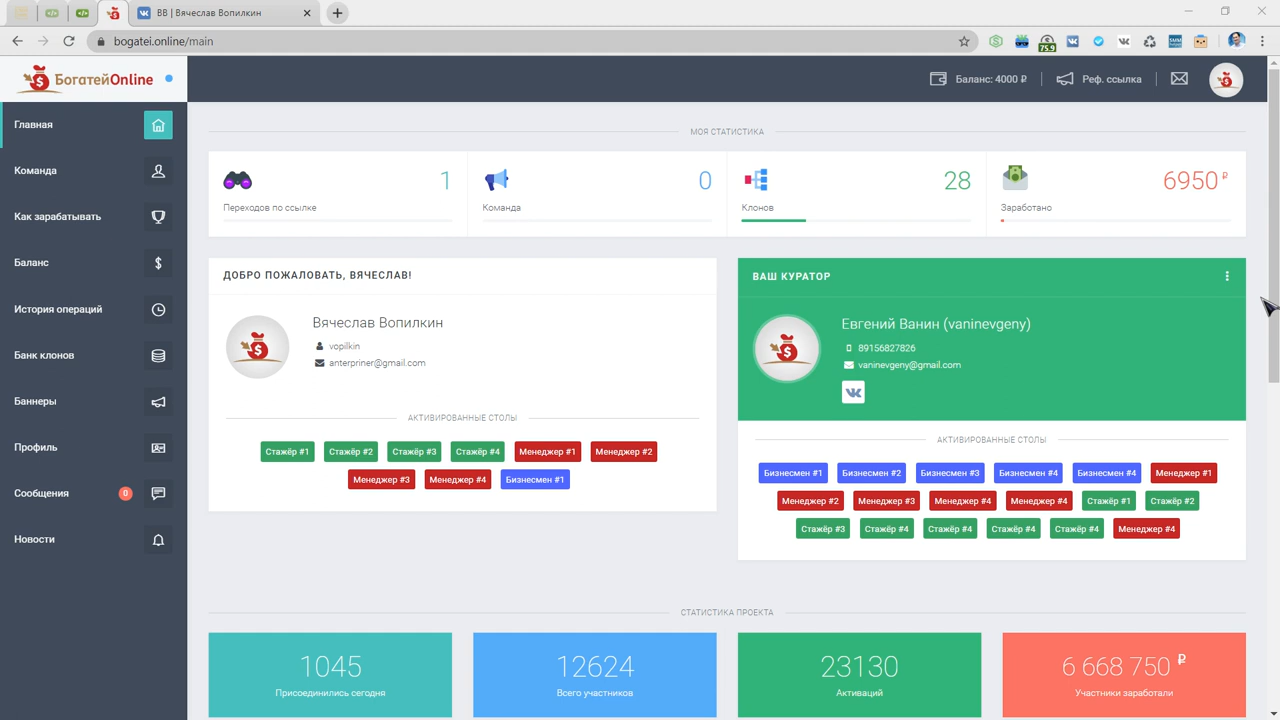 ВВ | Вячеслав Вопилкин
bogatei.online/main
75.9
БогатейOnline
Баланс: 4000 ₽
Реф. ссылка
Главная
Команда
Как зарабатывать
Баланс
История операций
Банк клонов
Баннеры
Профиль
Сообщения 0
Новости
МОЯ СТАТИСТИКА
1
Переходов по ссылке
0
Команда
28
Клонов
6950 ₽
Заработано
ДОБРО ПОЖАЛОВАТЬ, ВЯЧЕСЛАВ!
Вячеслав Вопилкин
vopilkin
anterpriner@gmail.com
АКТИВИРОВАННЫЕ СТОЛЫ
Стажёр #1 Стажёр #2 Стажёр #3 Стажёр #4 Менеджер #1 Менеджер #2
Менеджер #3 Менеджер #4 Бизнесмен #1
ВАШ КУРАТОР
Евгений Ванин (vaninevgeny)
89156827826
vaninevgeny@gmail.com
АКТИВИРОВАННЫЕ СТОЛЫ
Бизнесмен #1 Бизнесмен #2 Бизнесмен #3 Бизнесмен #4 Бизнесмен #4 Менеджер #1
Менеджер #2 Менеджер #3 Менеджер #4 Менеджер #4 Стажёр #1 Стажёр #2
Стажёр #3 Стажёр #4 Стажёр #4 Стажёр #4 Стажёр #4 Менеджер #4
СТАТИСТИКА ПРОЕКТА
1045
Присоединились сегодня
12624
Всего участников
23130
Активаций
6 668 750 ₽
Участники заработали